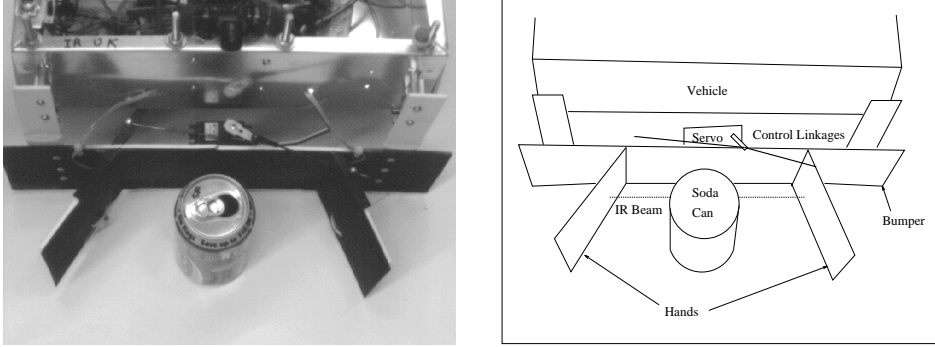 IR OK
Vehicle
Servo
Control Linkages
Soda
Can
IR Beam
Bumper
Hands